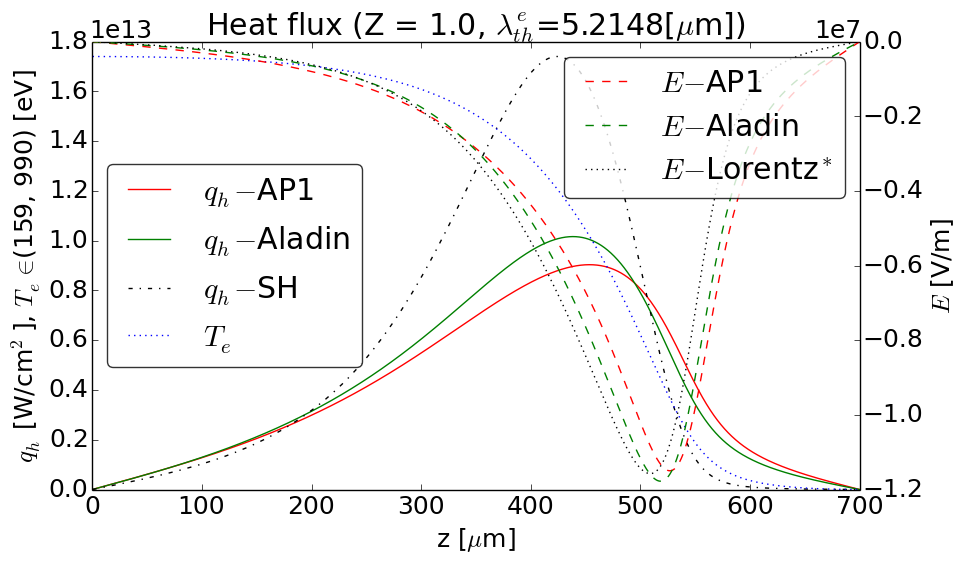 Heat flux (Z = 1.0, λ_th^e=5.2148[μm])
1e13
1e7
1.8
1.6
1.4
1.2
1.0
0.8
0.6
0.4
0.2
0.0
q_h [W/cm²], T_e ∈(159, 990) [eV]
q_h−AP1
q_h−Aladin
q_h−SH
T_e
E−AP1
E−Aladin
E−Lorentz*
0.0
−0.2
−0.4
−0.6
−0.8
−1.0
−1.2
E [V/m]
0 100 200 300 400 500 600 700
z [μm]